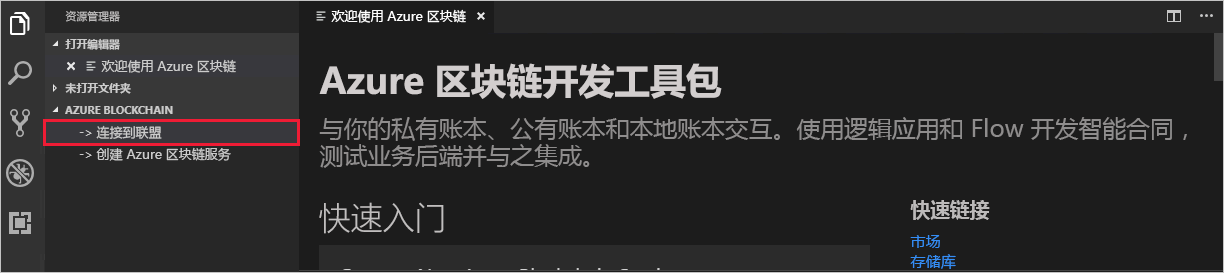 资源管理器
打开编辑器
欢迎使用 Azure 区块链
未打开文件夹
AZURE BLOCKCHAIN
-> 连接到联盟
-> 创建 Azure 区块链服务
欢迎使用 Azure 区块链
Azure 区块链开发工具包
与你的私有账本、公有账本和本地账本交互。使用逻辑应用和 Flow 开发智能合同，
测试业务后端并与之集成。
快速入门
快速链接
市场
存储库